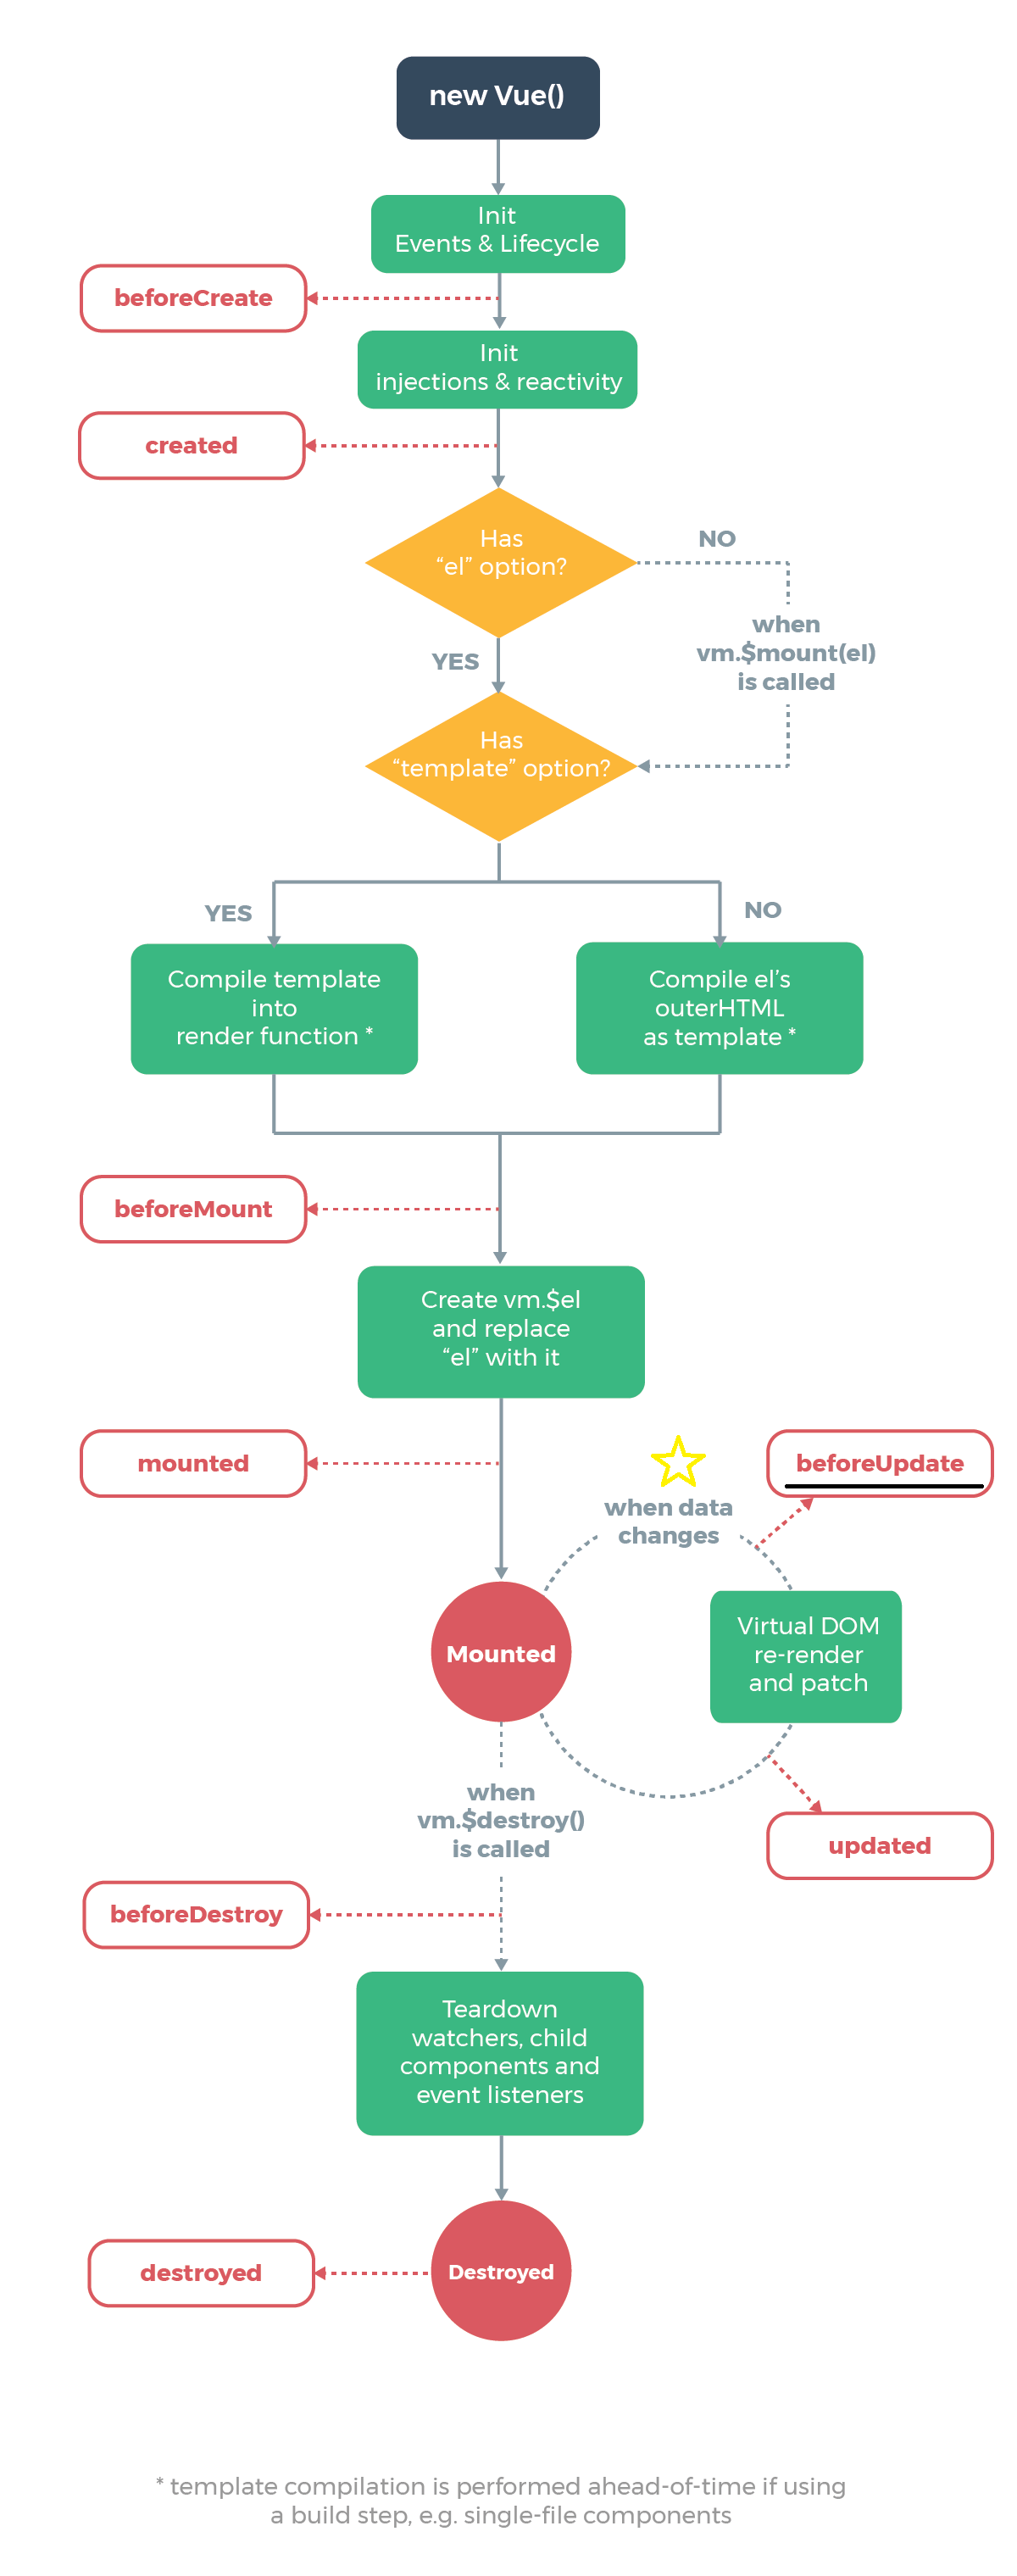 new Vue()
Init
Events & Lifecycle
beforeCreate
Init
injections & reactivity
created
Has
“el” option?
NO
when
vm.$mount(el)
is called
YES
Has
“template” option?
YES
NO
Compile template
into
render function *
Compile el’s
outerHTML
as template *
beforeMount
Create vm.$el
and replace
“el” with it
mounted
beforeUpdate
when data
changes
Mounted
Virtual DOM
re-render
and patch
when
vm.$destroy()
is called
updated
beforeDestroy
Teardown
watchers, child
components and
event listeners
destroyed
Destroyed
* template compilation is performed ahead-of-time if using
a build step, e.g. single-file components